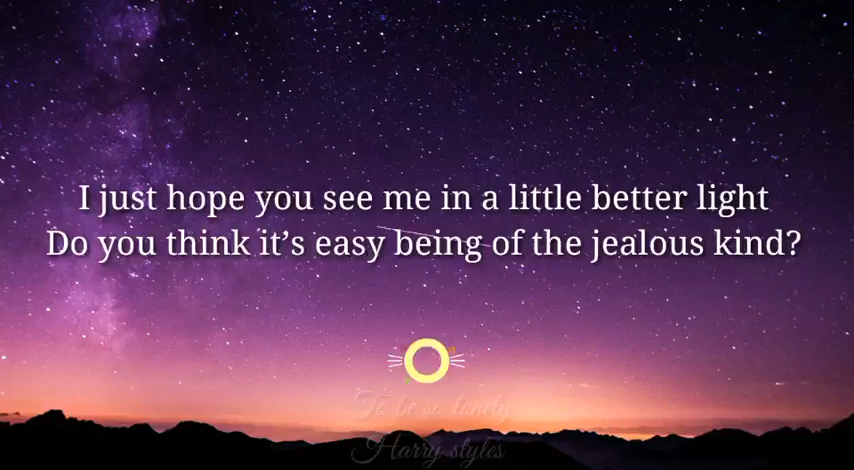 I just hope you see me in a little better light
Do you think it’s easy being of the jealous kind?
To be so lonely
Harry styles